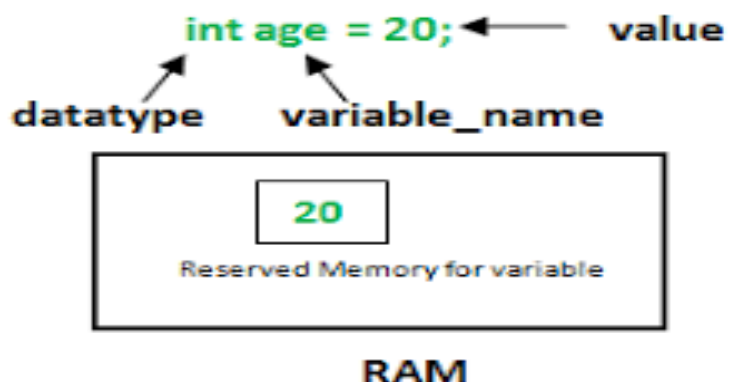 int age = 20; value
datatype variable_name
20
Reserved Memory for variable
RAM